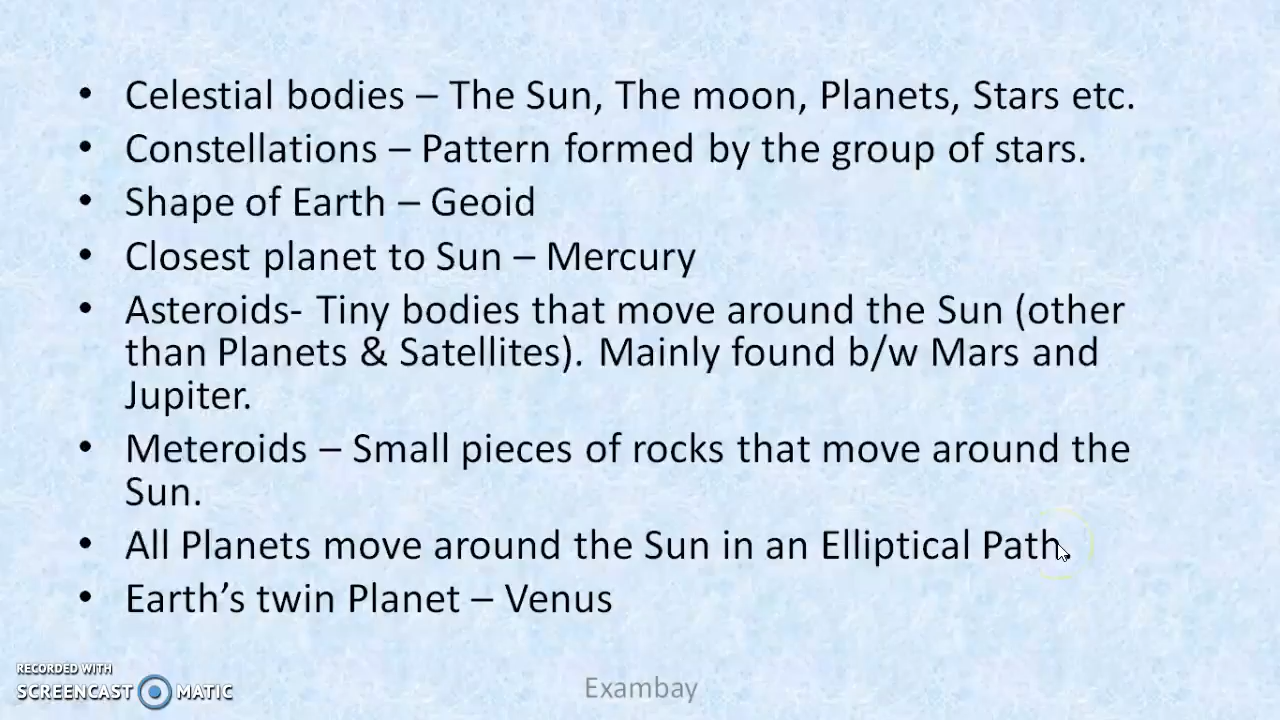 • Celestial bodies – The Sun, The moon, Planets, Stars etc.
• Constellations – Pattern formed by the group of stars.
• Shape of Earth – Geoid
• Closest planet to Sun – Mercury
• Asteroids- Tiny bodies that move around the Sun (other
than Planets & Satellites). Mainly found b/w Mars and
Jupiter.
• Meteroids – Small pieces of rocks that move around the
Sun.
• All Planets move around the Sun in an Elliptical Path.
• Earth’s twin Planet – Venus
RECORDED WITH
SCREENCAST MATIC
Exambay